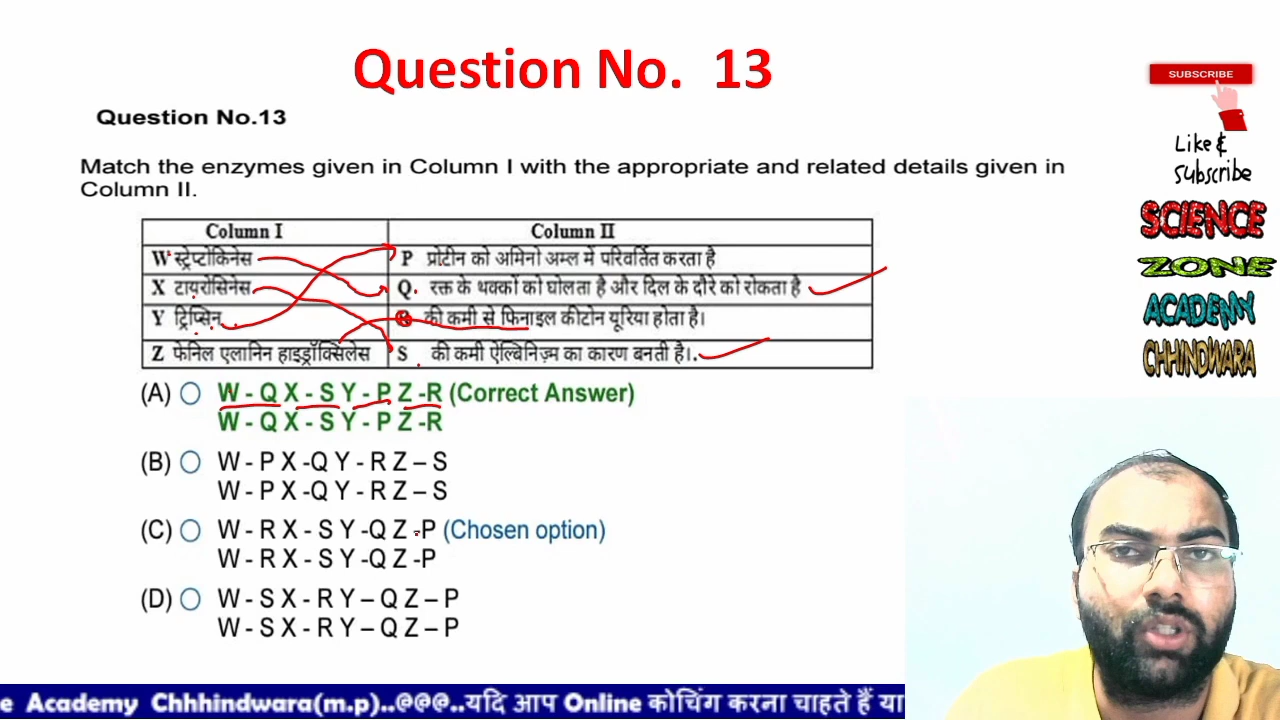 Question No. 13
SUBSCRIBE
Question No.13
Like &
Subscribe
Match the enzymes given in Column I with the appropriate and related details given in
Column II.
SCIENCE
ZONE
ACADEMY
CHHINDWARA
Column I Column II
W स्ट्रेप्टोकिनेस P प्रोटीन को अमिनो अम्ल में परिवर्तित करता है
X टायरोसिनेस Q. रक्त के थक्कों को घोलता है और दिल के दौरे को रोकता है
Y ट्रिप्सिन की कमी से फिनाइल कीटोन यूरिया होता है।
Z फेनिल एलानिन हाइड्रॉक्सिलेस S की कमी ऐल्बिनिज़्म का कारण बनती है।.
(A) W - Q X - S Y - P Z -R (Correct Answer)
W - Q X - S Y - P Z -R
(B) W - P X -Q Y - R Z – S
W - P X -Q Y - R Z – S
(C) W - R X - S Y -Q Z -P (Chosen option)
W - R X - S Y -Q Z -P
(D) W - S X - R Y – Q Z – P
W - S X - R Y – Q Z – P
e Academy Chhhindwara(m.p)..@@@..यदि आप Online कोचिंग करना चाहते हैं या